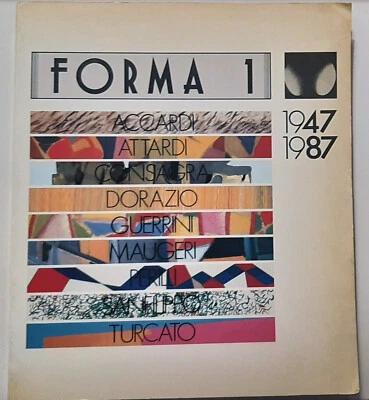 FORMA 1
1947
1987
ACCARDI
ATTARDI
CONSAGRA
DORAZIO
GUERRINI
MAUGERI
PERILLI
SANFILIPPO
TURCATO